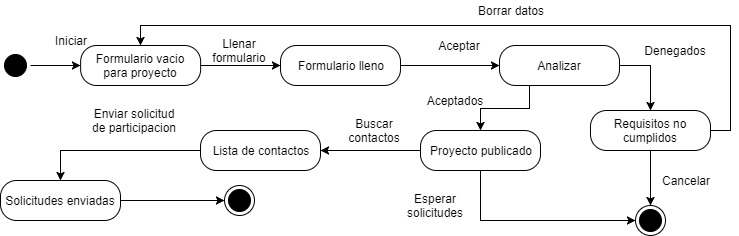 Borrar datos
Iniciar
Formulario vacio
para proyecto
Llenar
formulario
Formulario lleno
Aceptar
Analizar
Denegados
Aceptados
Requisitos no
cumplidos
Enviar solicitud
de participacion
Buscar
contactos
Lista de contactos
Proyecto publicado
Cancelar
Esperar
solicitudes
Solicitudes enviadas